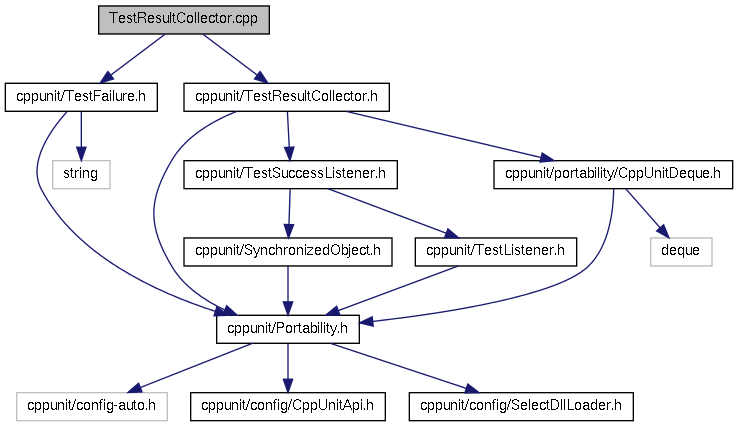 TestResultCollector.cpp
cppunit/TestFailure.h
cppunit/TestResultCollector.h
string
cppunit/TestSuccessListener.h
cppunit/portability/CppUnitDeque.h
cppunit/SynchronizedObject.h
cppunit/TestListener.h
deque
cppunit/Portability.h
cppunit/config-auto.h
cppunit/config/CppUnitApi.h
cppunit/config/SelectDllLoader.h